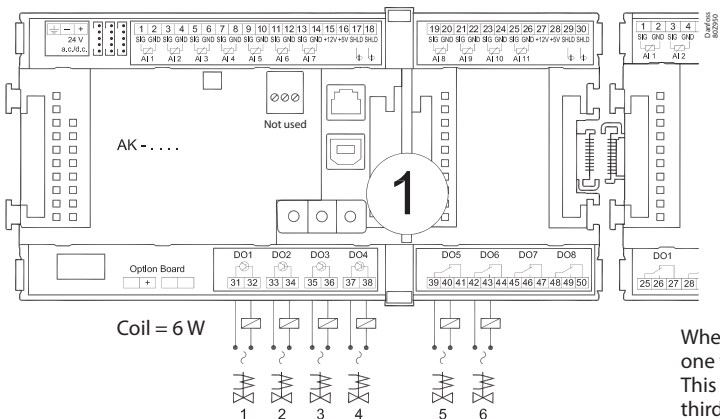 Danfoss
80Z290
⏚ – +
24 V
a.c./d.c.
1 2 3 4 5 6 7 8 9 10 11 12 13 14 15 16 17 18
SIG GND SIG GND SIG GND SIG GND SIG GND SIG GND SIG GND +12V +5V SHLD SHLD
AI 1 AI 2 AI 3 AI 4 AI 5 AI 6 AI 7
19 20 21 22 23 24 25 26 27 28 29 30
SIG GND SIG GND SIG GND SIG GND +12V +5V SHLD SHLD
AI 8 AI 9 AI 10 AI 11
1 2 3 4
SIG GND SIG GND
AI 1 AI 2
Not used
AK - . . . .
1
Option Board
+
DO1 DO2 DO3 DO4
31 32 33 34 35 36 37 38
DO5 DO6 DO7 DO8
39 40 41 42 43 44 45 46 47 48 49 50
DO1
25 26 27 28
Coil = 6 W
1 2 3 4 5 6
Whe
one
This
third